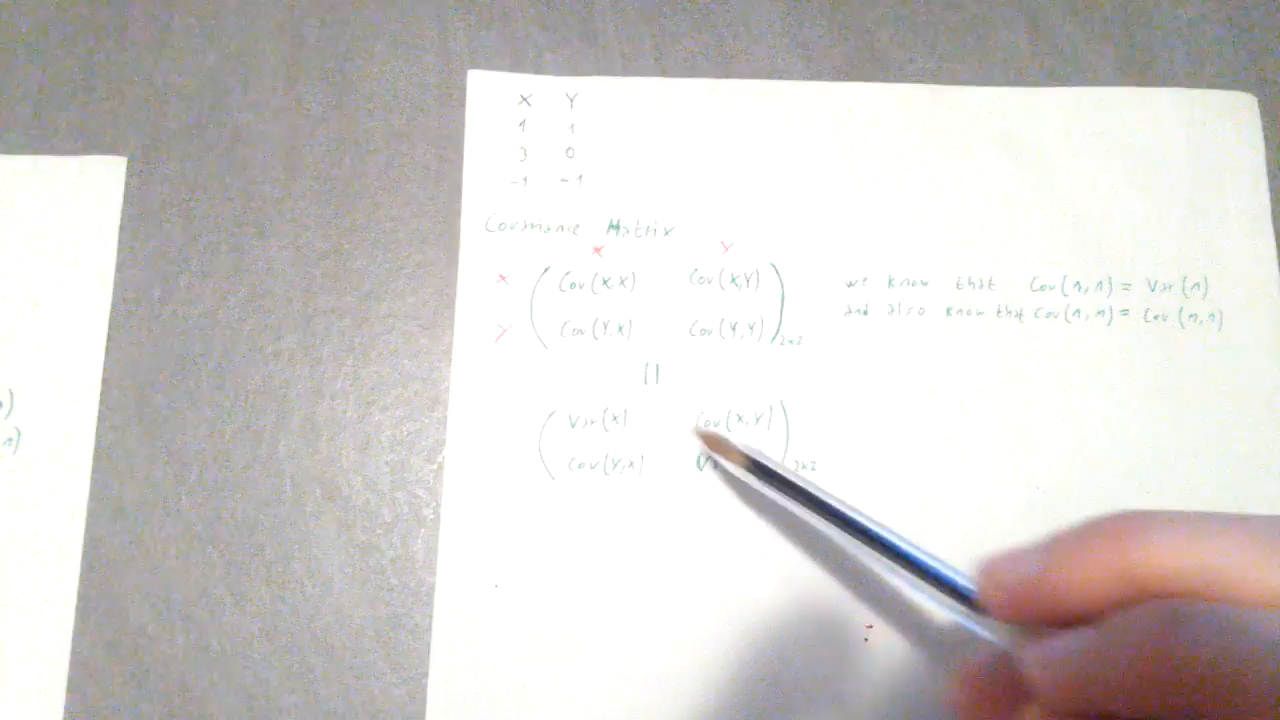 X Y
1 1
3 0
-1 -1
Covariance Matrix
X Y
X Cov(X,X) Cov(X,Y) we know that Cov(n,n) = Var(n)
Y Cov(Y,X) Cov(Y,Y) 2x2 and also know that Cov(n,m) = Cov(m,n)
||
Var(X) Cov(X,Y)
Cov(Y,X) 2x2